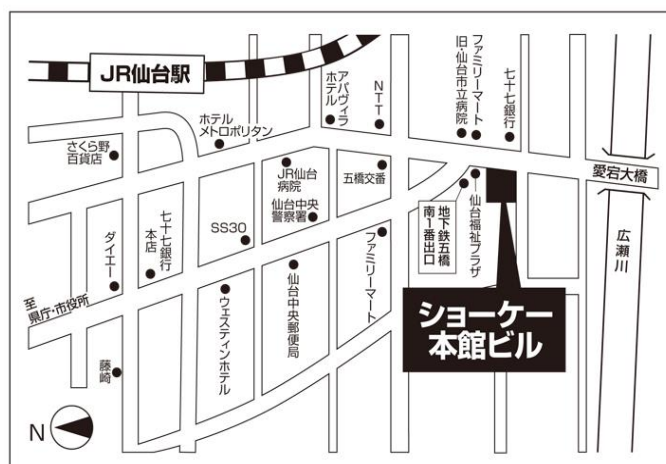 JR仙台駅
ホテル
メトロポリタン
アパヴィラ
ホテル
NTT
旧・仙台市立病院
ファミリーマート
七十七銀行
さくら野
百貨店
JR仙台
病院
五橋交番
愛宕大橋
仙台中央
警察署
SS30
七十七銀行
本店
ダイエー
地下鉄五橋
南1番出口
仙台福祉プラザ
広瀬川
至
県庁・市役所
ウェスティンホテル
仙台中央郵便局
ファミリーマート
ショーケー
本館ビル
藤崎
N